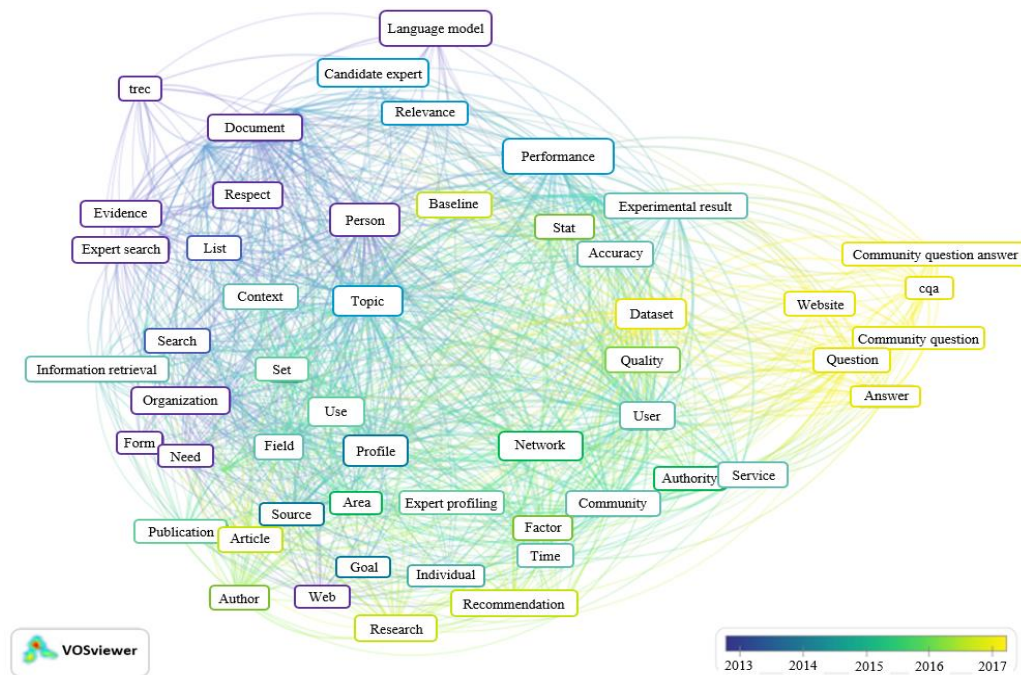 Language model
Candidate expert
trec
Relevance
Document
Performance
Respect
Baseline
Experimental result
Evidence
Person
Stat
Expert search
List
Accuracy
Community question answer
Context
Topic
cqa
Website
Dataset
Search
Community question
Information retrieval
Set
Quality
Question
Organization
Answer
Use
User
Form
Need
Field
Profile
Network
Authority
Service
Source
Area
Expert profiling
Community
Publication
Article
Factor
Time
Goal
Individual
Author
Web
Recommendation
Research
VOSviewer
2013 2014 2015 2016 2017